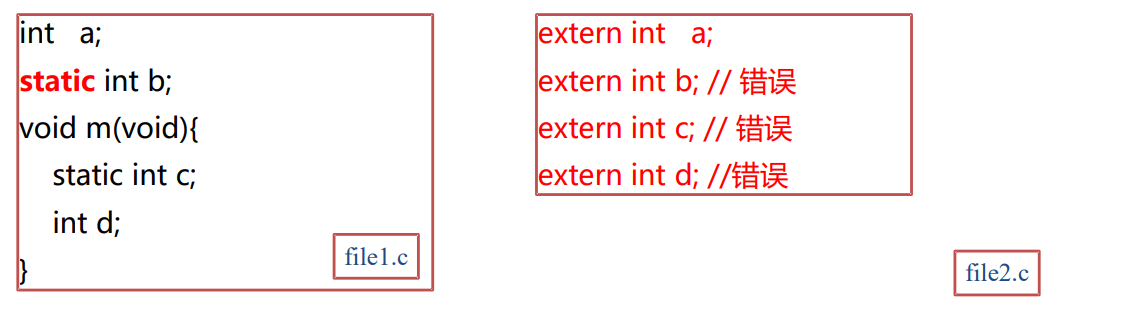 int   a;
static int b;
void m(void){
    static int c;
    int d;
}
file1.c
extern int   a;
extern int b; // 错误
extern int c; // 错误
extern int d; //错误
file2.c